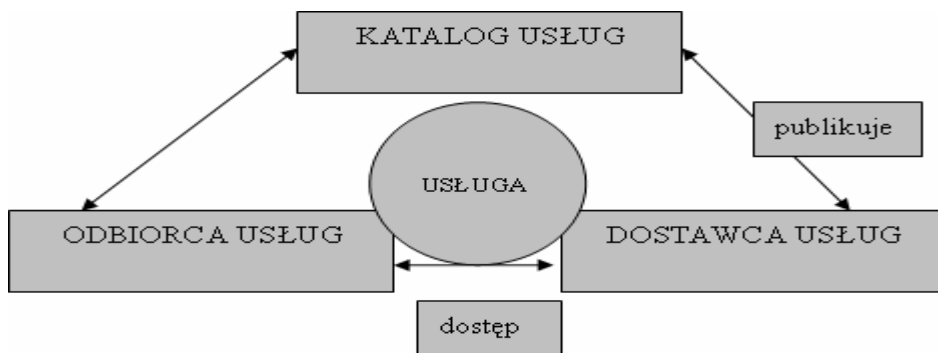 KATALOG USŁUG
publikuje
USŁUGA
ODBIORCA USŁUG
DOSTAWCA USŁUG
dostęp